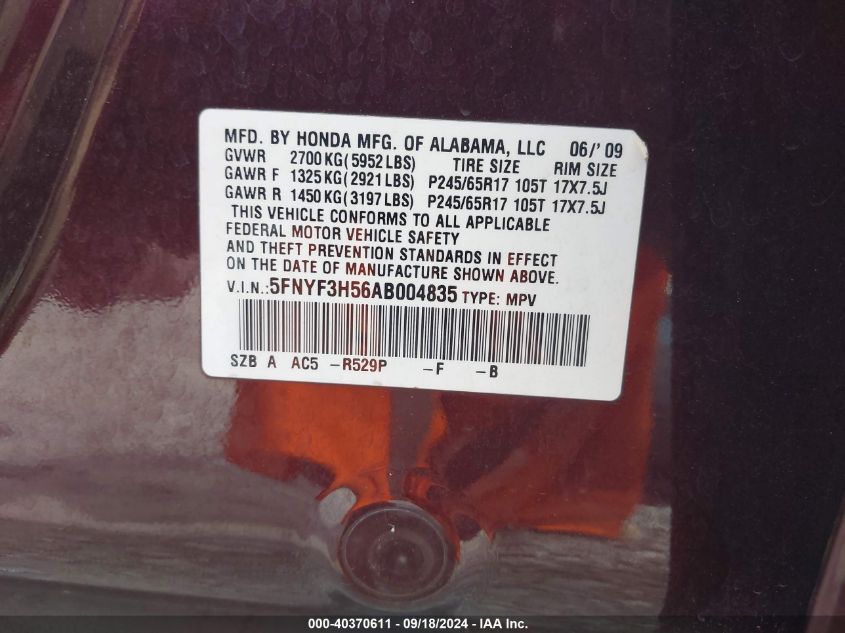 MFD. BY HONDA MFG. OF ALABAMA, LLC 06/'09
GVWR 2700KG(5952LBS) TIRE SIZE RIM SIZE
GAWR F 1325KG(2921LBS) P245/65R17 105T 17X7.5J
GAWR R 1450KG(3197LBS) P245/65R17 105T 17X7.5J
THIS VEHICLE CONFORMS TO ALL APPLICABLE
FEDERAL MOTOR VEHICLE SAFETY
AND THEFT PREVENTION STANDARDS IN EFFECT
ON THE DATE OF MANUFACTURE SHOWN ABOVE.
V.I.N.:5FNYF3H56AB004835 TYPE: MPV
SZB A AC5 -R529P -F -B
000-40370611 - 09/18/2024 - IAA Inc.